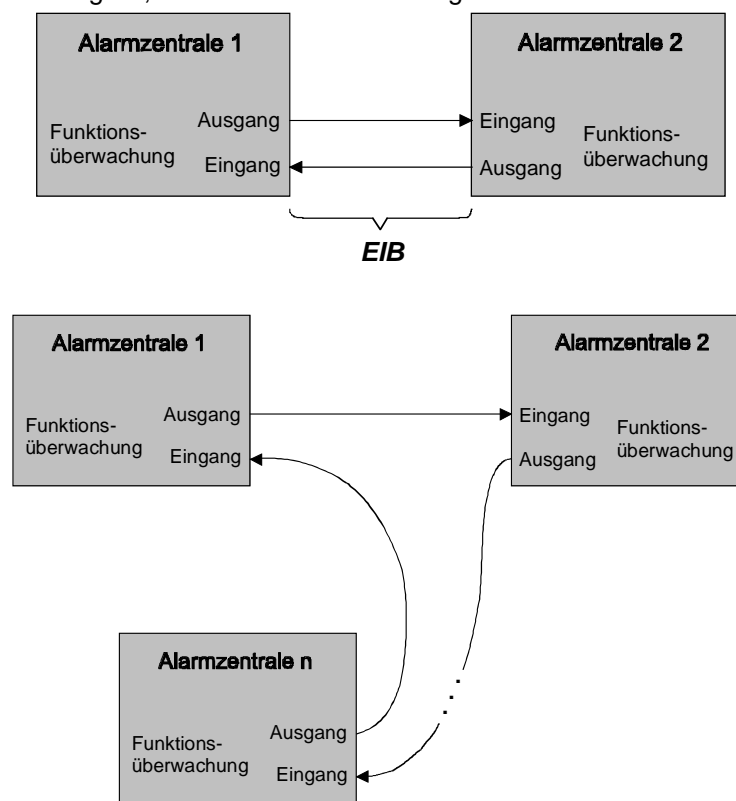 Alarmzentrale 1
Alarmzentrale 2
Funktions-
überwachung
Ausgang
Eingang
Eingang
Ausgang
Funktions-
überwachung
EIB
Alarmzentrale 1
Alarmzentrale 2
Funktions-
überwachung
Ausgang
Eingang
Eingang
Ausgang
Funktions-
überwachung
Alarmzentrale n
Funktions-
überwachung
Ausgang
Eingang